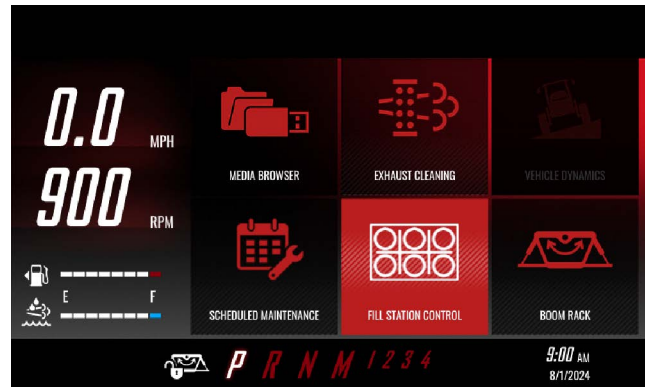 0.0 MPH
900 RPM
E F
MEDIA BROWSER
EXHAUST CLEANING
VEHICLE DYNAMICS
SCHEDULED MAINTENANCE
FILL STATION CONTROL
BOOM RACK
P R N M 1 2 3 4
9:00 AM
8/1/2024